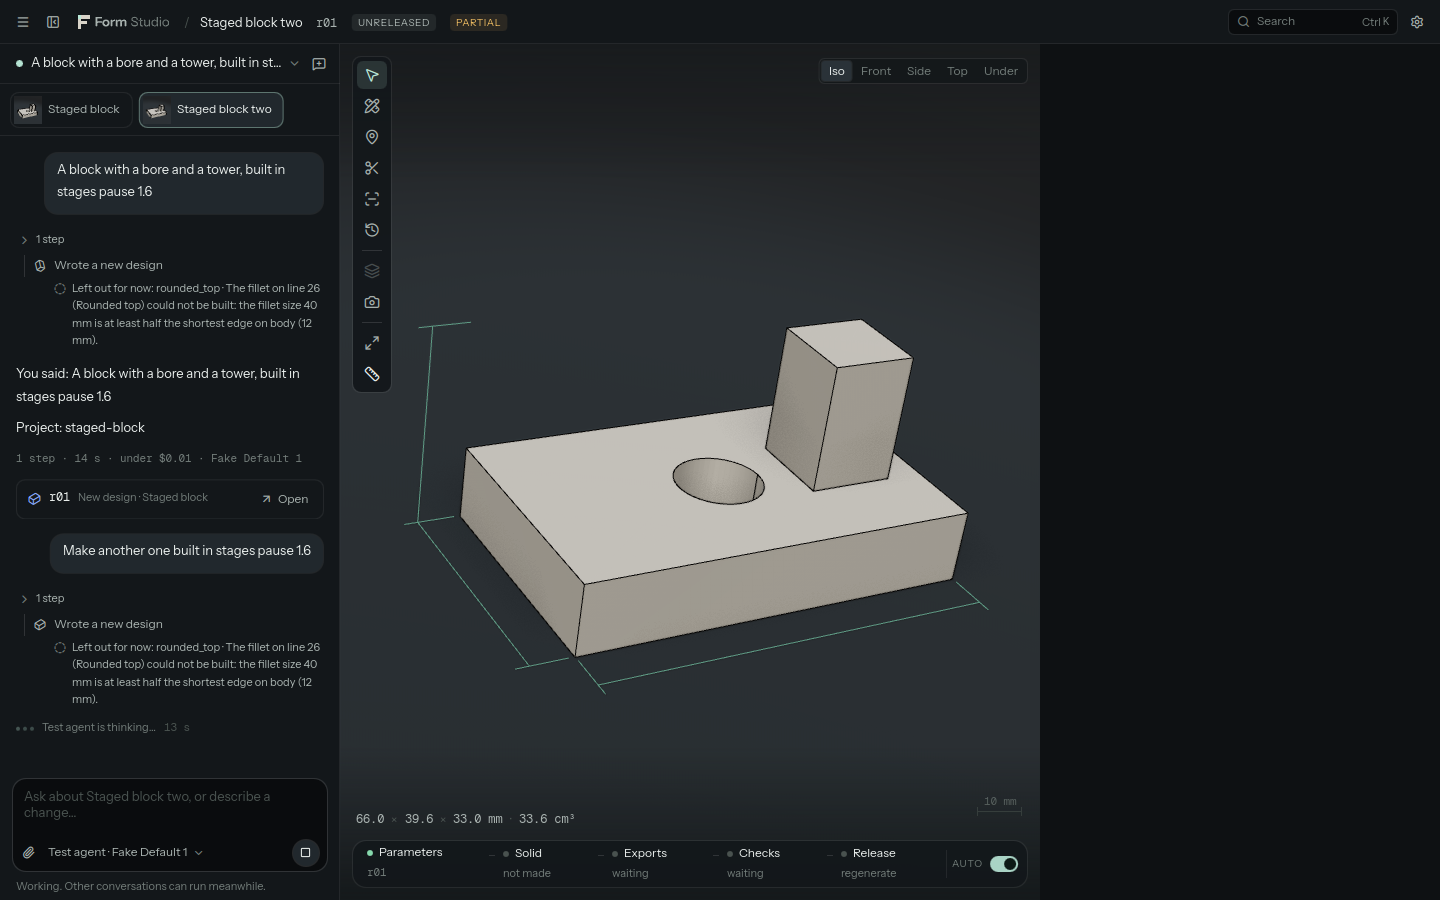 Form Studio / Staged block two r01 UNRELEASED PARTIAL
Search Ctrl K
A block with a bore and a tower, built in st...
Staged block
Staged block two
A block with a bore and a tower, built in
stages pause 1.6
1 step
Wrote a new design
Left out for now: rounded_top · The fillet on line 26
(Rounded top) could not be built: the fillet size 40
mm is at least half the shortest edge on body (12
mm).
You said: A block with a bore and a tower, built in
stages pause 1.6
Project: staged-block
1 step · 14 s · under $0.01 · Fake Default 1
r01 New design · Staged block Open
Make another one built in stages pause 1.6
1 step
Wrote a new design
Left out for now: rounded_top · The fillet on line 26
(Rounded top) could not be built: the fillet size 40
mm is at least half the shortest edge on body (12
mm).
Test agent is thinking... 13 s
Ask about Staged block two, or describe a
change...
Test agent · Fake Default 1
Working. Other conversations can run meanwhile.
Iso Front Side Top Under
10 mm
66.0 × 39.6 × 33.0 mm · 33.6 cm³
Parameters
r01
Solid
not made
Exports
waiting
Checks
waiting
Release
regenerate
AUTO